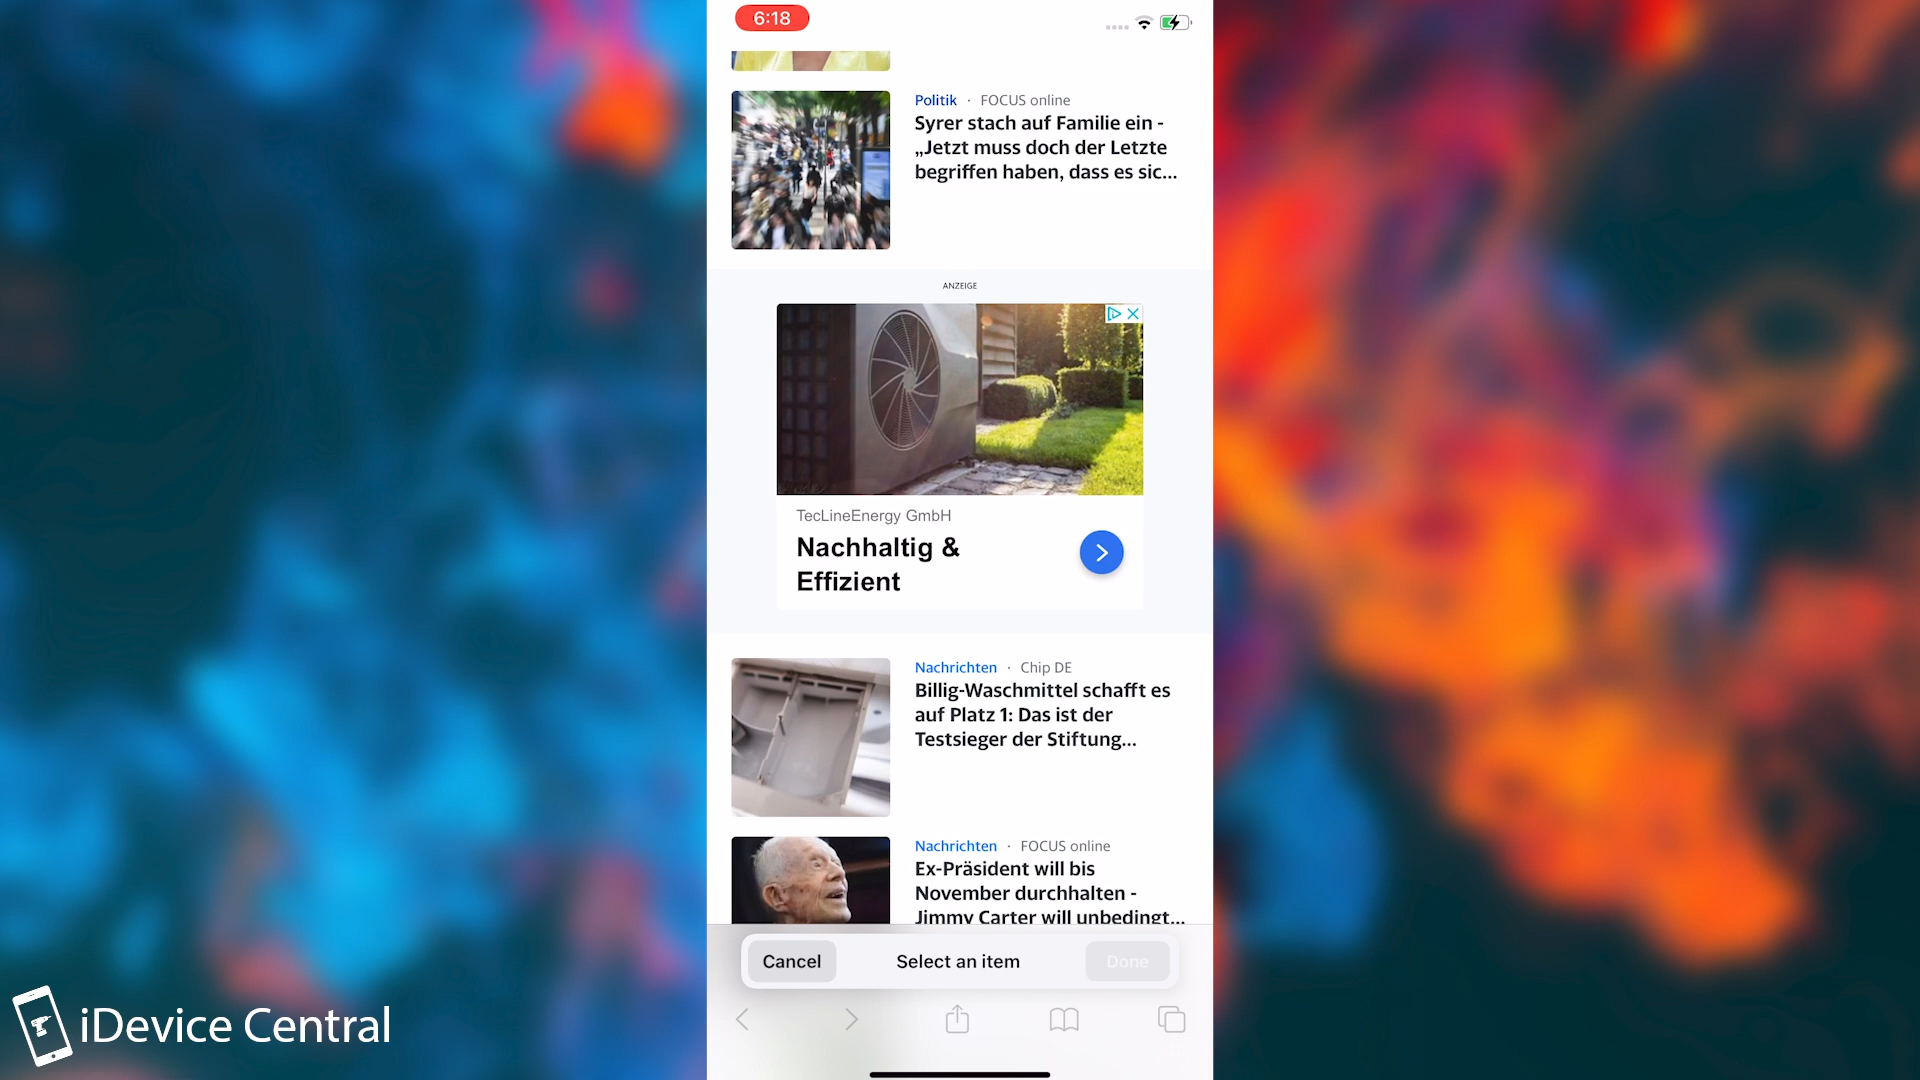 6:18
Politik · FOCUS online
Syrer stach auf Familie ein -
„Jetzt muss doch der Letzte
begriffen haben, dass es sic...
ANZEIGE
TecLineEnergy GmbH
Nachhaltig &
Effizient
Nachrichten · Chip DE
Billig-Waschmittel schafft es
auf Platz 1: Das ist der
Testsieger der Stiftung...
Nachrichten · FOCUS online
Ex-Präsident will bis
November durchhalten -
Jimmy Carter will unbedingt...
Cancel
Select an item
Done
iDevice Central